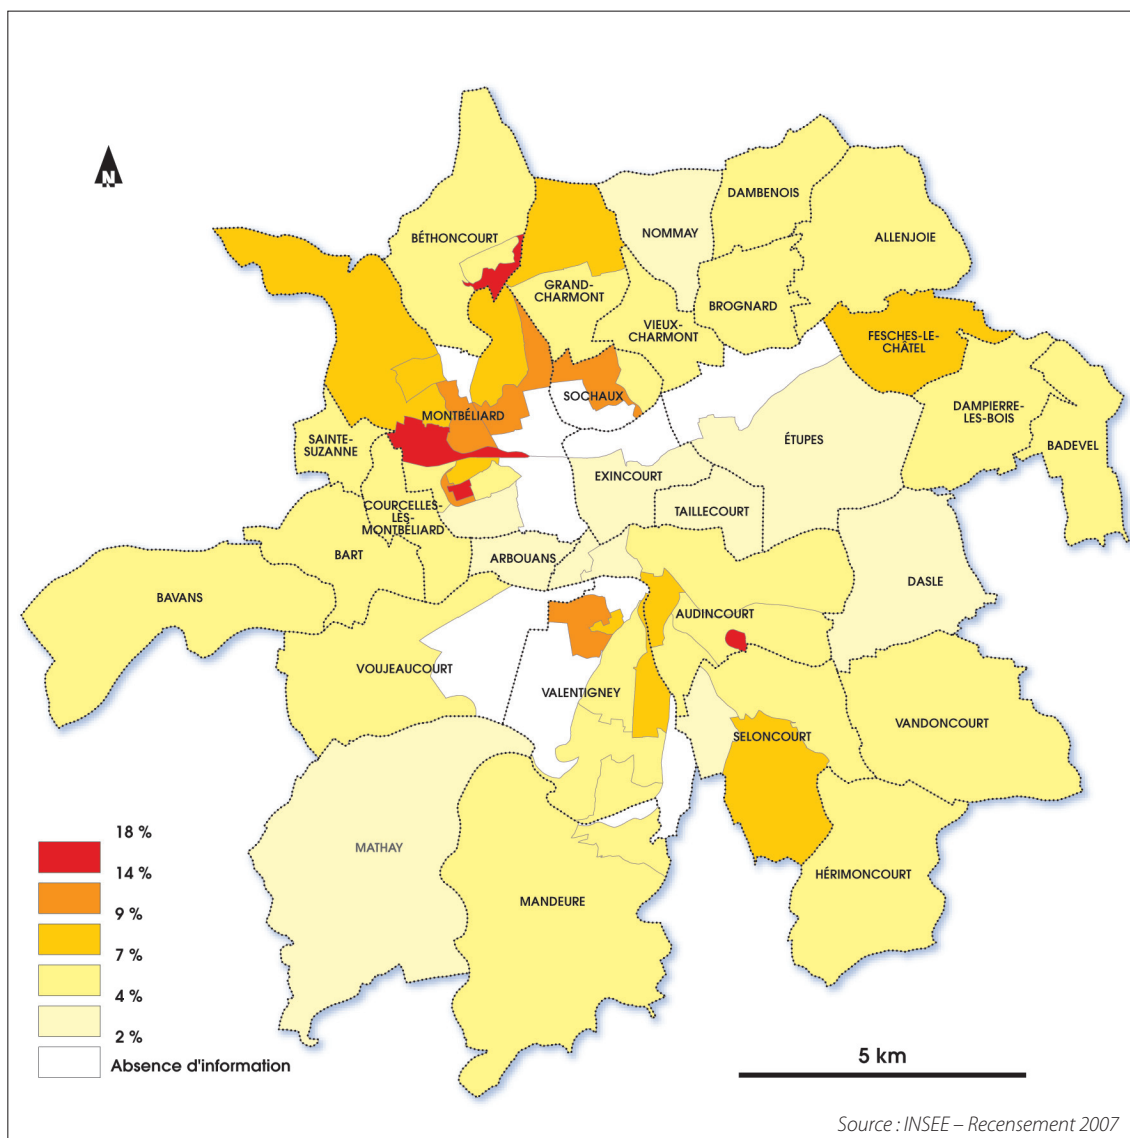 N
DAMBENOIS
NOMMAY
BÉTHONCOURT
ALLENJOIE
GRAND-
CHARMONT
BROGNARD
VIEUX-
CHARMONT
FESCHES-LE-
CHÂTEL
SOCHAUX
MONTBÉLIARD
DAMPIERRE-
LES-BOIS
SAINTE-
SUZANNE
ÉTUPES
BADEVEL
EXINCOURT
COURCELLES-
LÈS-
MONTBÉLIARD
TAILLECOURT
BART
ARBOUANS
DASLE
BAVANS
AUDINCOURT
VOUJEAUCOURT
VALENTIGNEY
VANDONCOURT
SELONCOURT
MATHAY
HÉRIMONCOURT
MANDEURE
18 %
14 %
9 %
7 %
4 %
2 %
Absence d'information
5 km
Source : INSEE – Recensement 2007